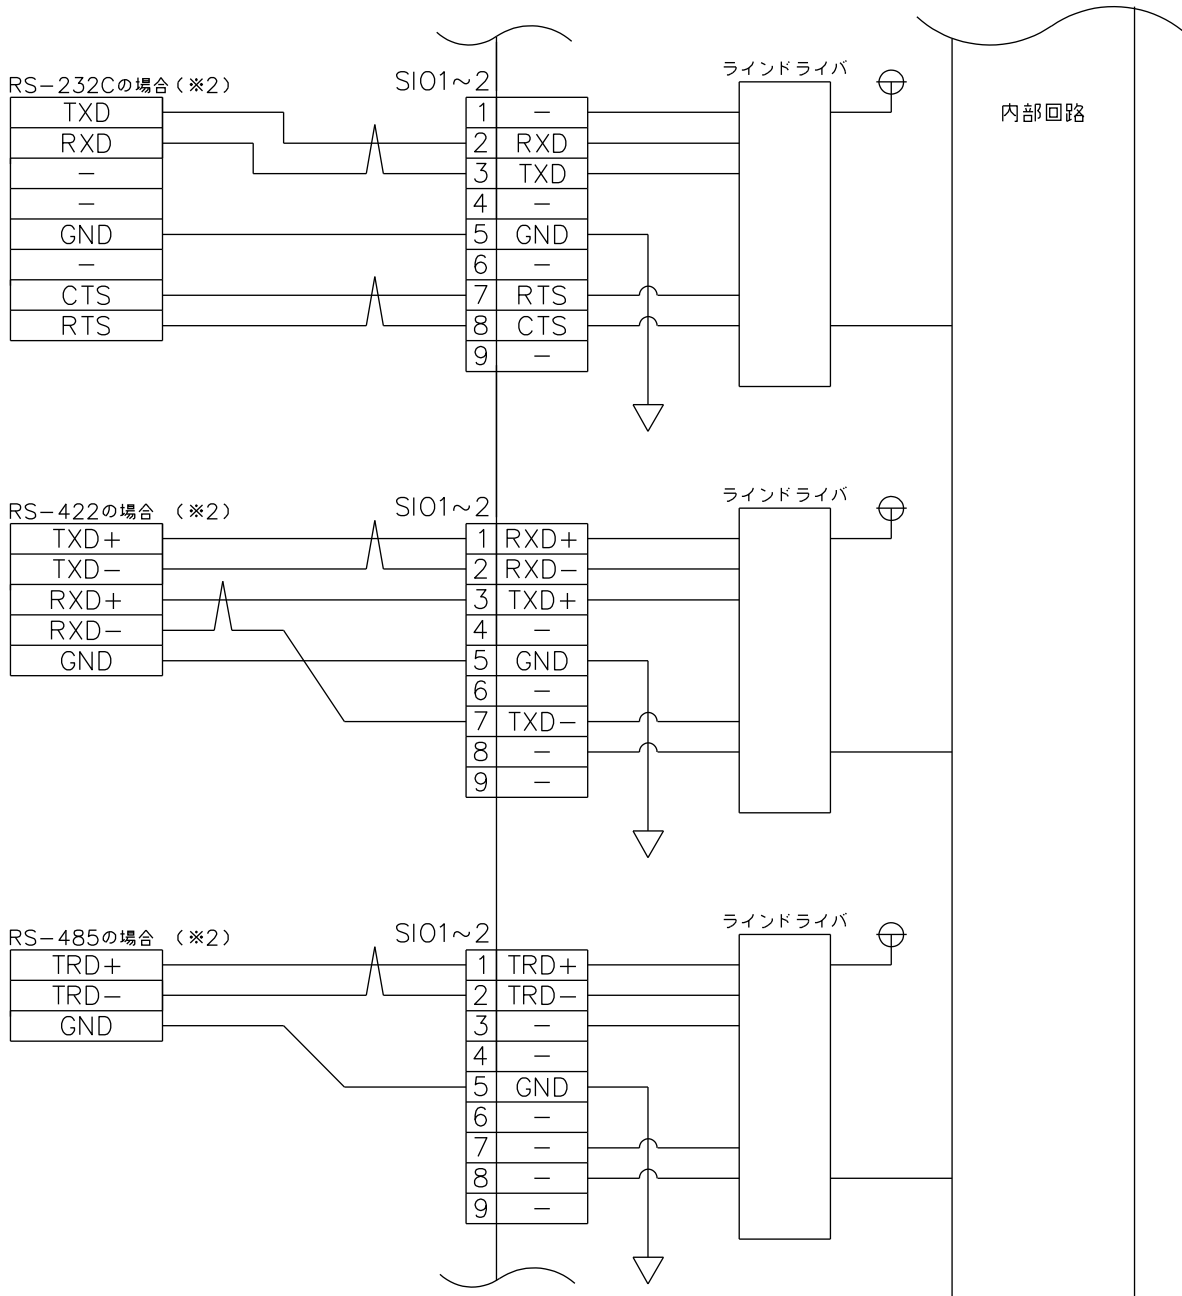 RS-232Cの場合(※2)
TXD
RXD
-
-
GND
-
CTS
RTS
SIO1~2
1 -
2 RXD
3 TXD
4 -
5 GND
6 -
7 RTS
8 CTS
9 -
ラインドライバ
内部回路
RS-422の場合 (※2)
TXD+
TXD-
RXD+
RXD-
GND
SIO1~2
1 RXD+
2 RXD-
3 TXD+
4 -
5 GND
6 -
7 TXD-
8 -
9 -
ラインドライバ
RS-485の場合 (※2)
TRD+
TRD-
GND
SIO1~2
1 TRD+
2 TRD-
3 -
4 -
5 GND
6 -
7 -
8 -
9 -
ラインドライバ